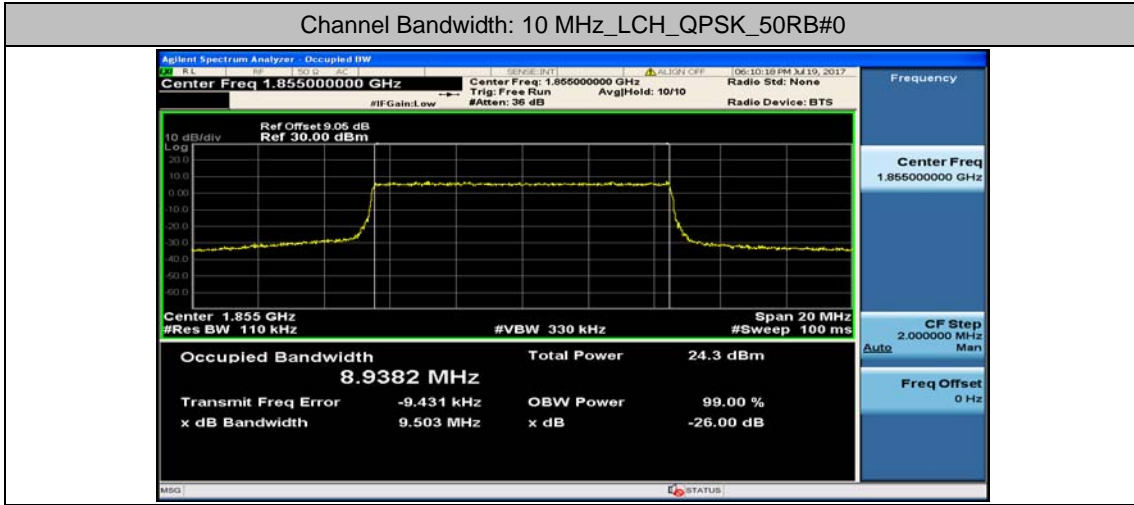 Channel Bandwidth: 10 MHz_LCH_QPSK_50RB#0
Agilent Spectrum Analyzer - Occupied BW
RL RF 50 Ω AC SENSE:INT ALIGN OFF 06:10:18 PM Jul 19, 2017
Center Freq 1.855000000 GHz
Center Freq: 1.855000000 GHz
Radio Std: None
Trig: Free Run Avg|Hold: 10/10
#IFGain:Low #Atten: 36 dB
Radio Device: BTS
Frequency
Ref Offset 9.05 dB
10 dB/div Ref 30.00 dBm
Log
20.0
10.0
0.00
-10.0
-20.0
-30.0
-40.0
-50.0
-60.0
Center Freq
1.855000000 GHz
Center 1.855 GHz Span 20 MHz
#Res BW 110 kHz #VBW 330 kHz #Sweep 100 ms
CF Step
2.000000 MHz
Auto Man
Occupied Bandwidth Total Power 24.3 dBm
8.9382 MHz
Freq Offset
0 Hz
Transmit Freq Error -9.431 kHz OBW Power 99.00 %
x dB Bandwidth 9.503 MHz x dB -26.00 dB
MSG STATUS